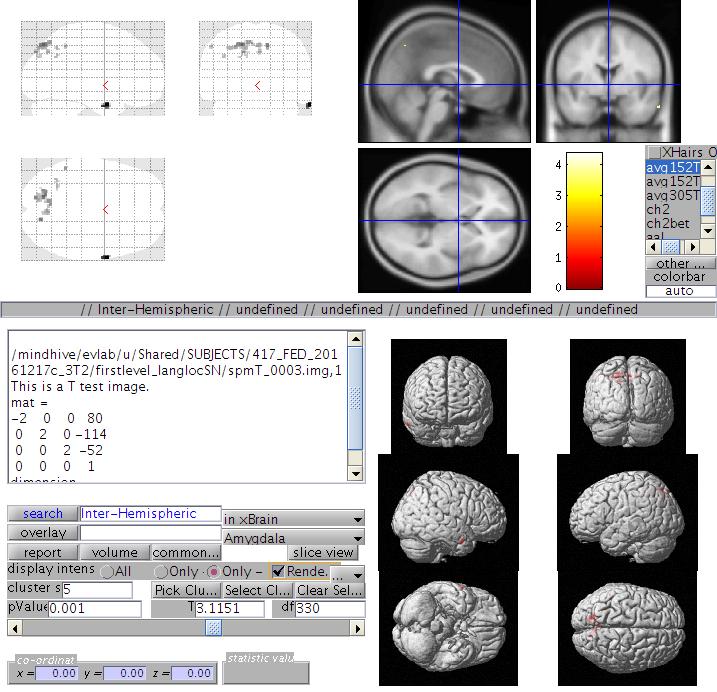 4
3
2
1
0
XHairs O
avg152T
avg152T
avg305T
ch2
ch2bet
aal
other ...
colorbar
auto
// Inter-Hemispheric // undefined // undefined // undefined // undefined // undefined
/mindhive/evlab/u/Shared/SUBJECTS/417_FED_201
61217c_3T2/firstlevel_langlocSN/spmT_0003.img,1
This is a T test image.
mat =
-2 0 0 80
0 2 0 -114
0 0 2 -52
0 0 0 1
dimension
search Inter-Hemispheric in xBrain
overlay Amygdala
report volume common... slice view
display intens All Only + Only - Rende. ...
cluster s 5 Pick Clu... Select Cl... Clear Sel...
pValue 0.001 T 3.1151 df 330
co-ordinat statistic valu
x = 0.00 y = 0.00 z = 0.00